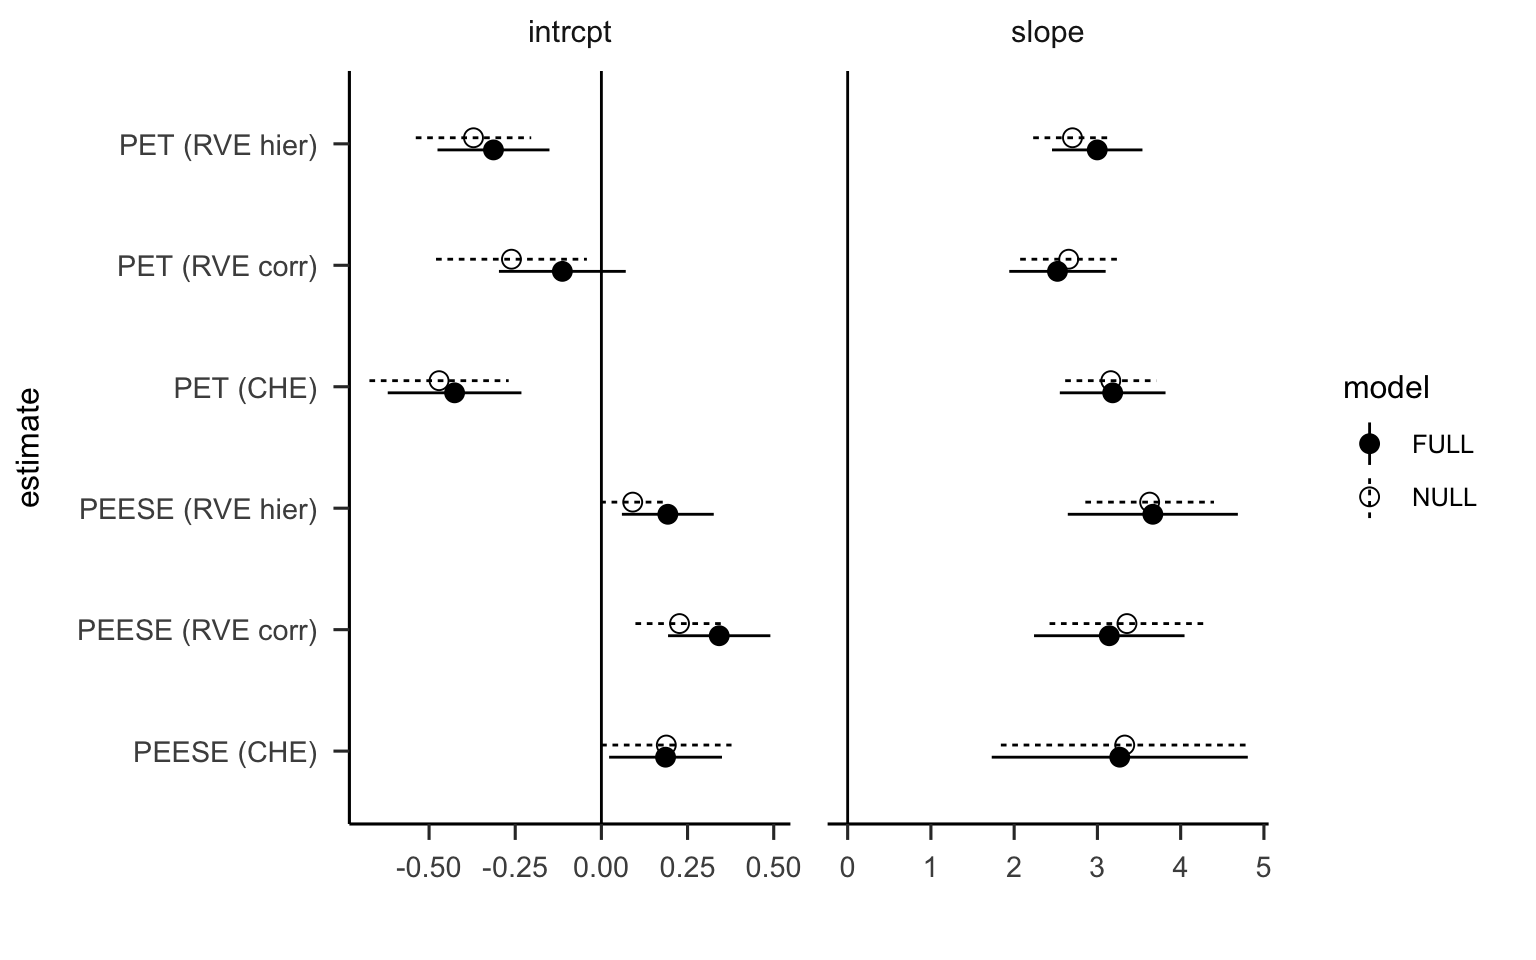 intrcpt
slope
estimate
PET (RVE hier)
PET (RVE corr)
PET (CHE)
PEESE (RVE hier)
PEESE (RVE corr)
PEESE (CHE)
-0.50 -0.25 0.00 0.25 0.50
0 1 2 3 4 5
model
FULL
NULL